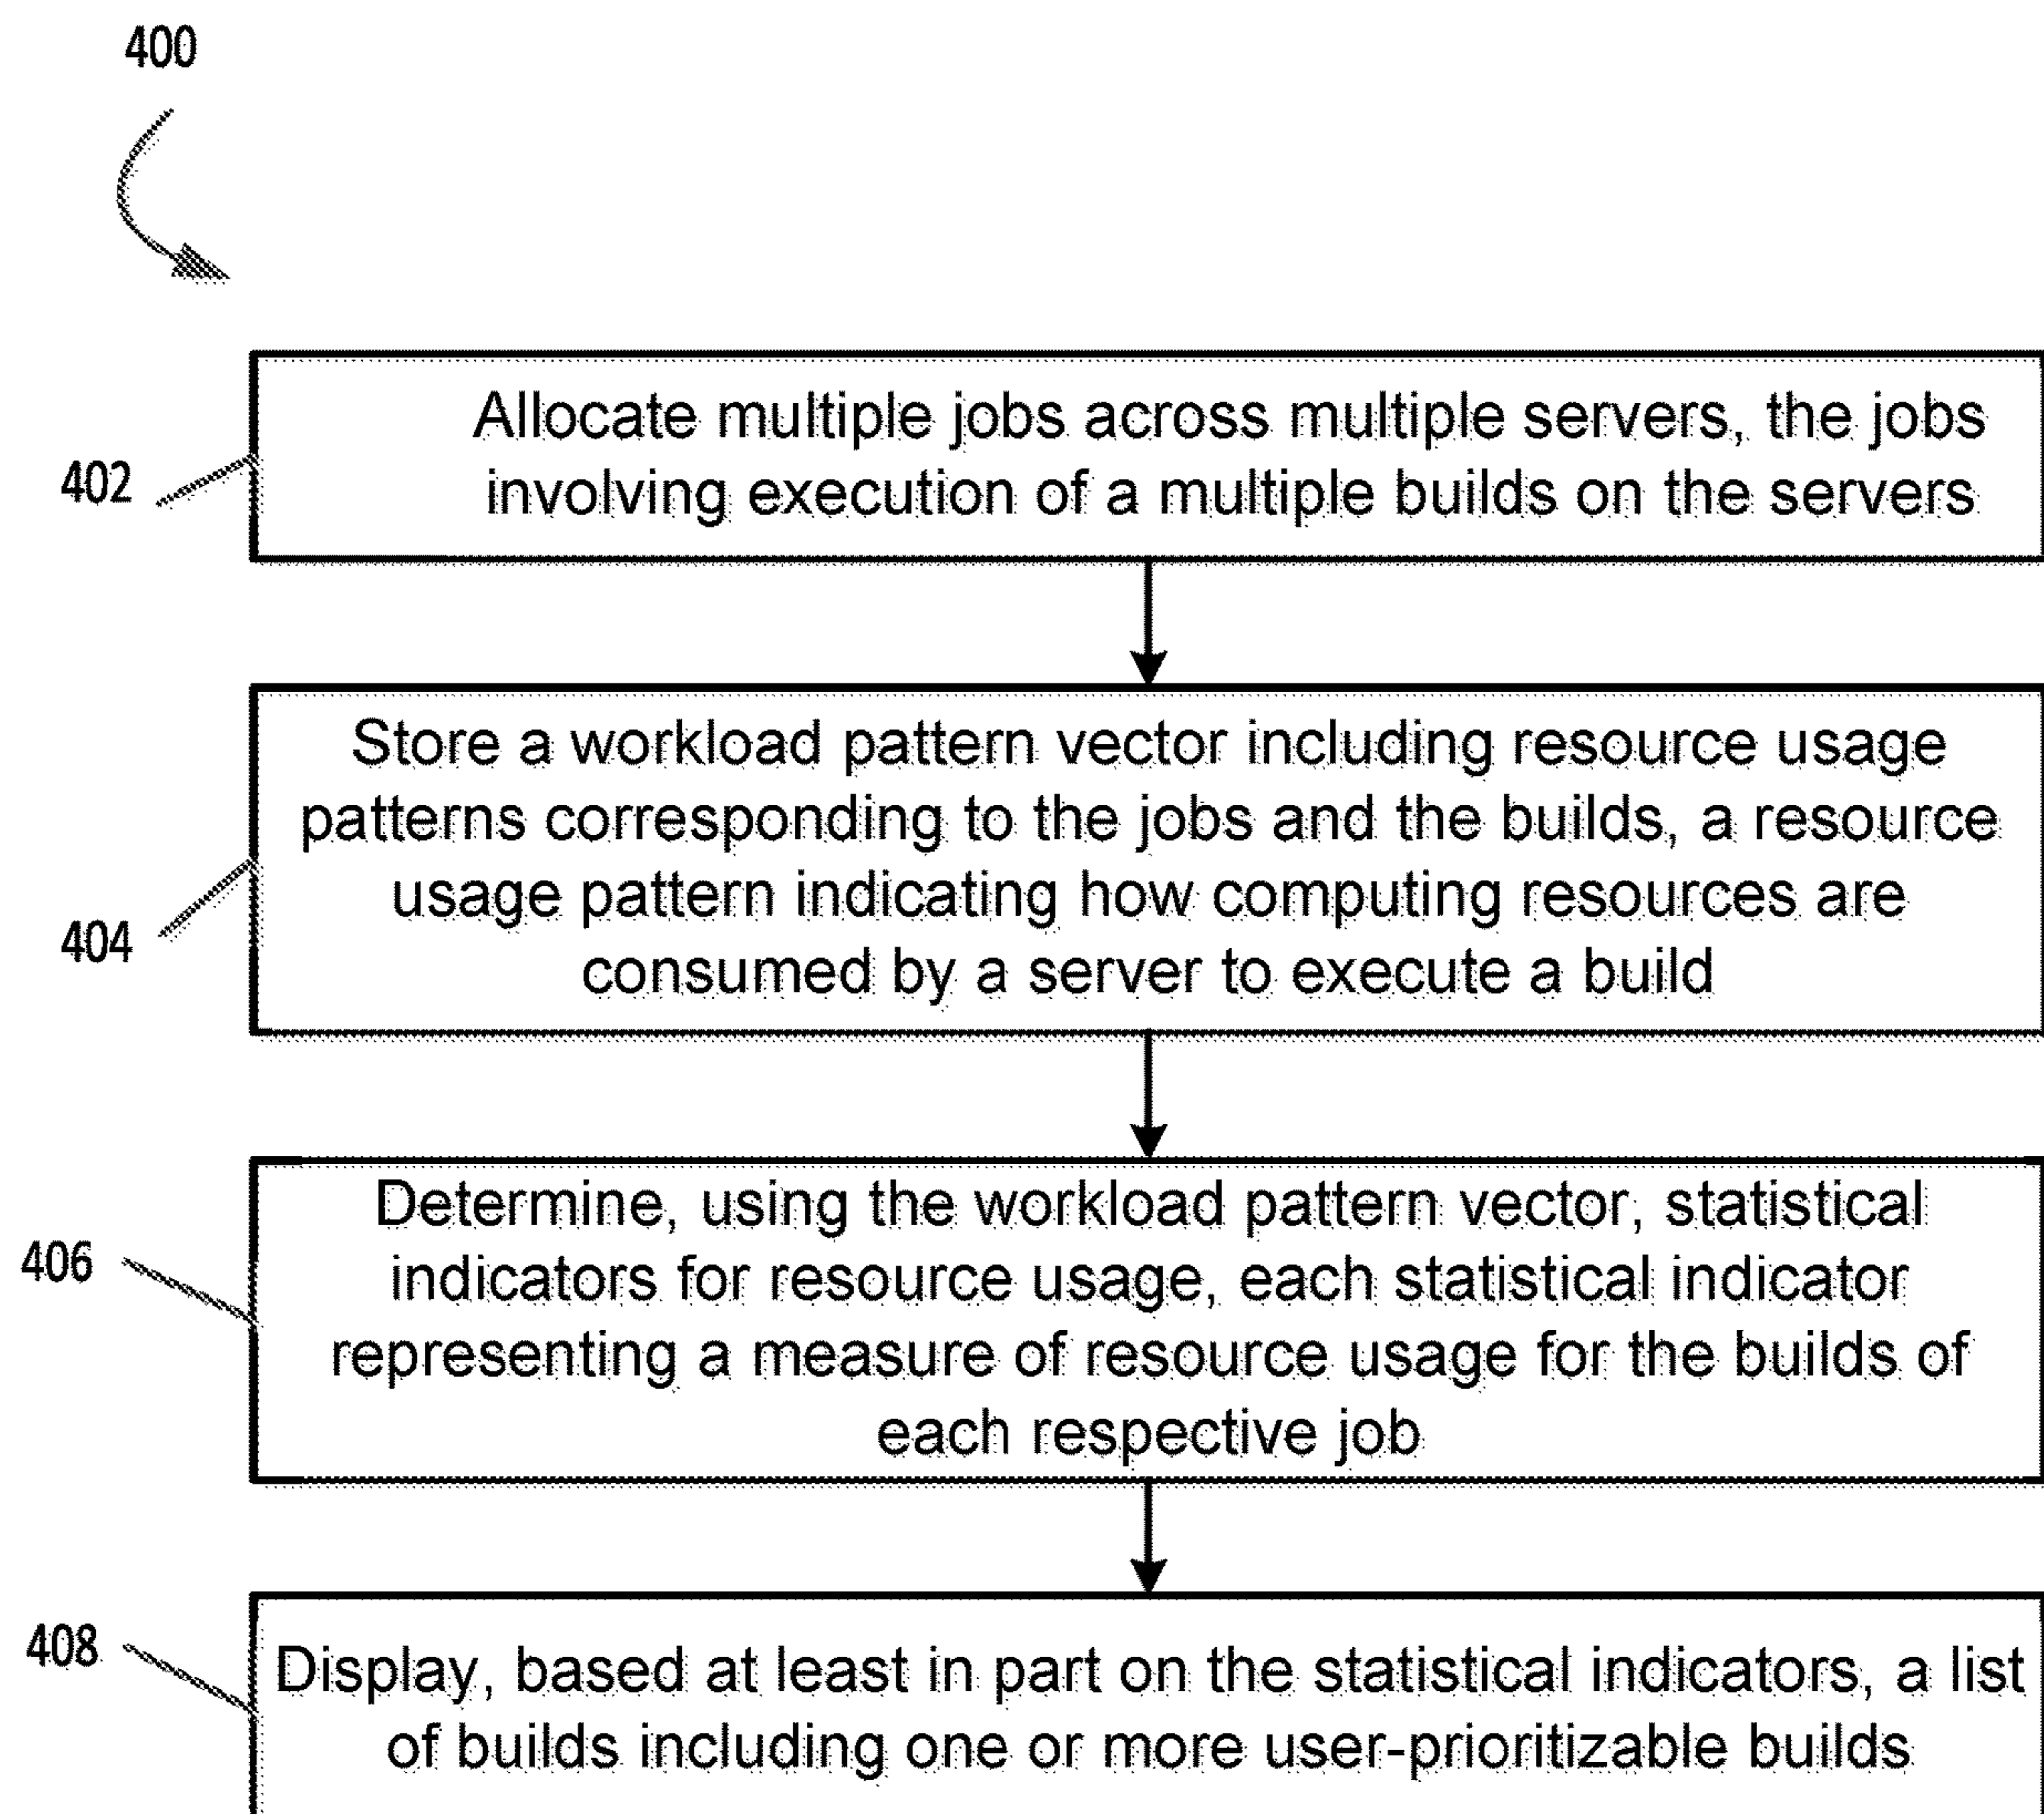 400
Allocate multiple jobs across multiple servers, the jobs
involving execution of a multiple builds on the servers
402
Store a workload pattern vector including resource usage
patterns corresponding to the jobs and the builds, a resource
usage pattern indicating how computing resources are
consumed by a server to execute a build
404
Determine, using the workload pattern vector, statistical
indicators for resource usage, each statistical indicator
representing a measure of resource usage for the builds of
each respective job
406
Display, based at least in part on the statistical indicators, a list
of builds including one or more user-prioritizable builds
408